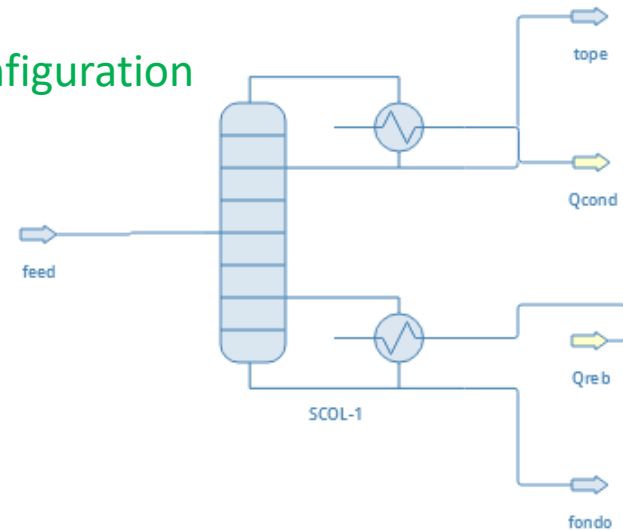 nfiguration
tope
Qcond
feed
Qreb
SCOL-1
fondo